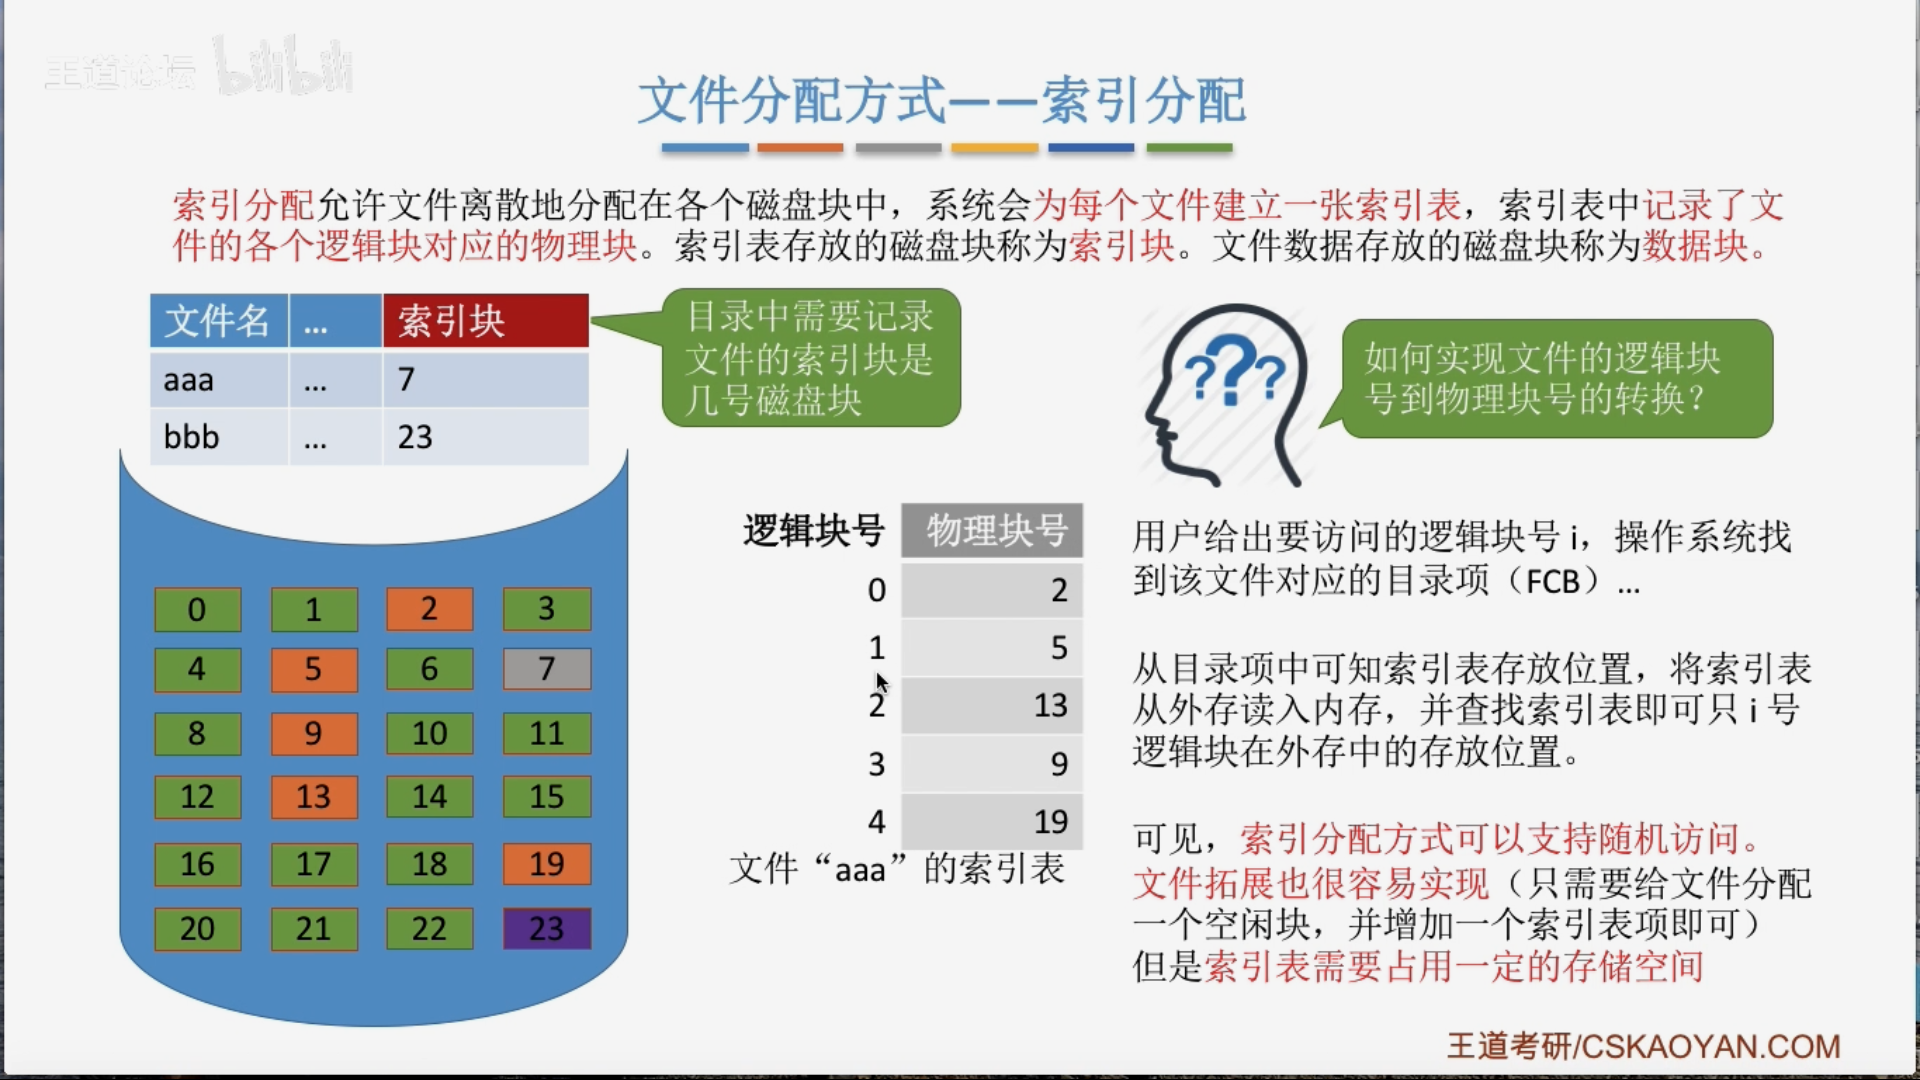 王道论坛 bilibili
文件分配方式——索引分配
索引分配允许文件离散地分配在各个磁盘块中，系统会为每个文件建立一张索引表，索引表中记录了文
件的各个逻辑块对应的物理块。索引表存放的磁盘块称为索引块。文件数据存放的磁盘块称为数据块。
文件名 ... 索引块
aaa ... 7
bbb ... 23
目录中需要记录
文件的索引块是
几号磁盘块
如何实现文件的逻辑块
号到物理块号的转换？
0 1 2 3
4 5 6 7
8 9 10 11
12 13 14 15
16 17 18 19
20 21 22 23
逻辑块号 物理块号
0 2
1 5
2 13
3 9
4 19
文件“aaa”的索引表
用户给出要访问的逻辑块号 i，操作系统找
到该文件对应的目录项（FCB）...
从目录项中可知索引表存放位置，将索引表
从外存读入内存，并查找索引表即可只 i 号
逻辑块在外存中的存放位置。
可见，索引分配方式可以支持随机访问。
文件拓展也很容易实现（只需要给文件分配
一个空闲块，并增加一个索引表项即可）
但是索引表需要占用一定的存储空间
王道考研/CSKAOYAN.COM